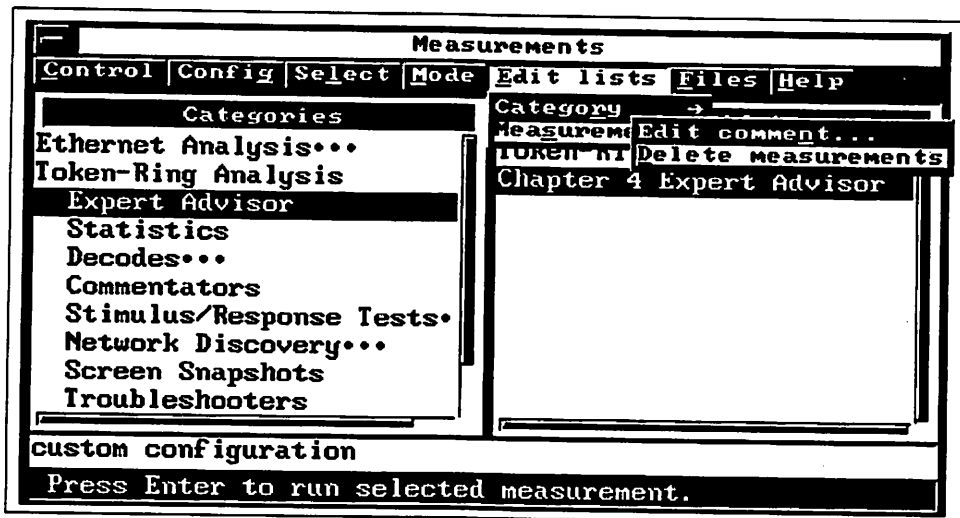 Measurements
Control Config Select Mode Edit lists Files Help
Categories
Ethernet Analysis•••
Token-Ring Analysis
Expert Advisor
Statistics
Decodes•••
Commentators
Stimulus/Response Tests•
Network Discovery•••
Screen Snapshots
Troubleshooters
Category →
Measureme
Edit comment...
Delete measurements
Chapter 4 Expert Advisor
custom configuration
Press Enter to run selected measurement.